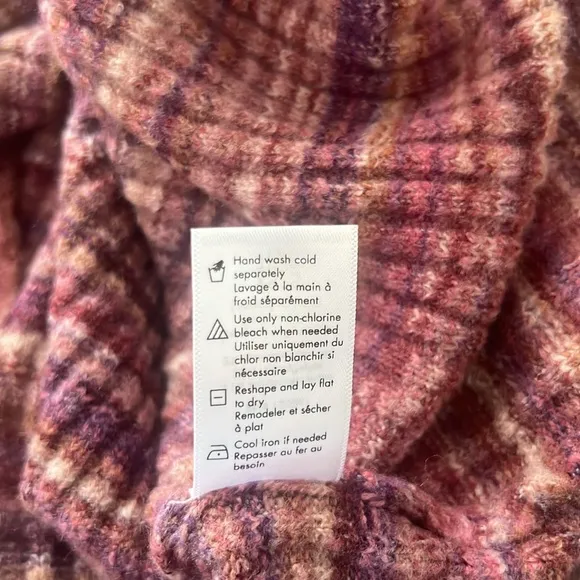 Hand wash cold
separately
Lavage à la main à
froid séparément
Use only non-chlorine
bleach when needed
Utiliser uniquement du
chlor non blanchir si
nécessaire
Reshape and lay flat
to dry
Remodeler et sécher
à plat
Cool iron if needed
Repasser au fer au
besoin